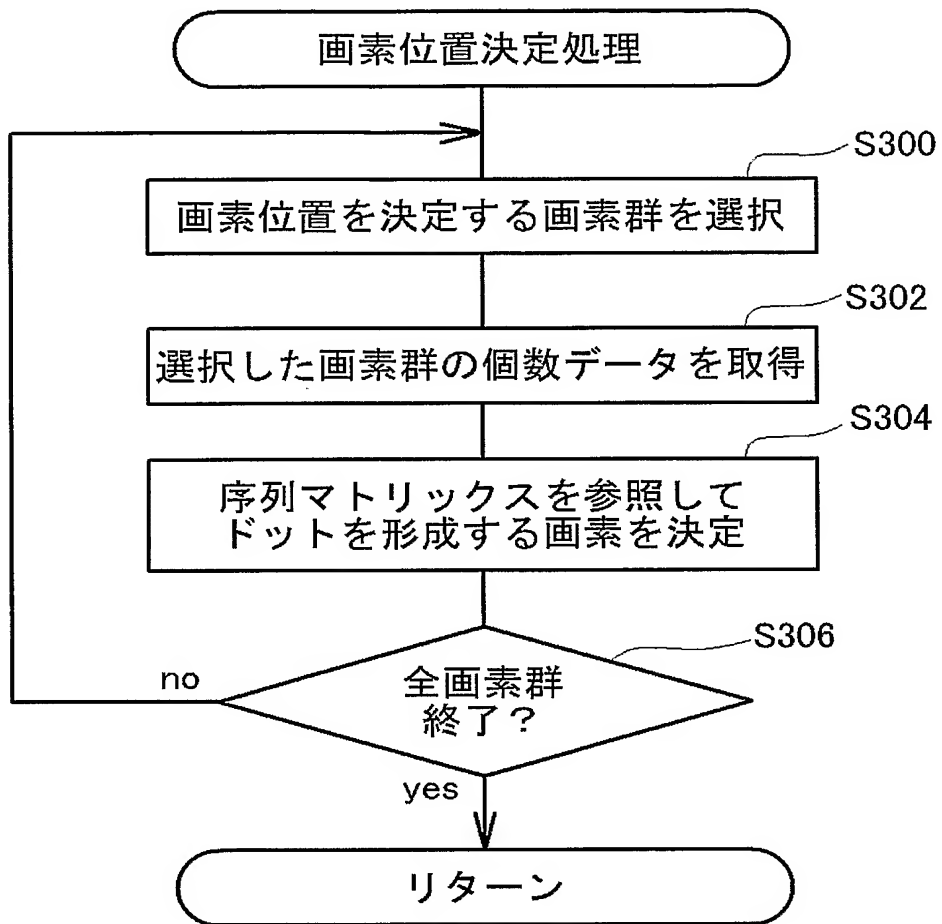 画素位置決定処理
S300
画素位置を決定する画素群を選択
S302
選択した画素群の個数データを取得
S304
序列マトリックスを参照して
ドットを形成する画素を決定
S306
no
全画素群
終了？
yes
リターン